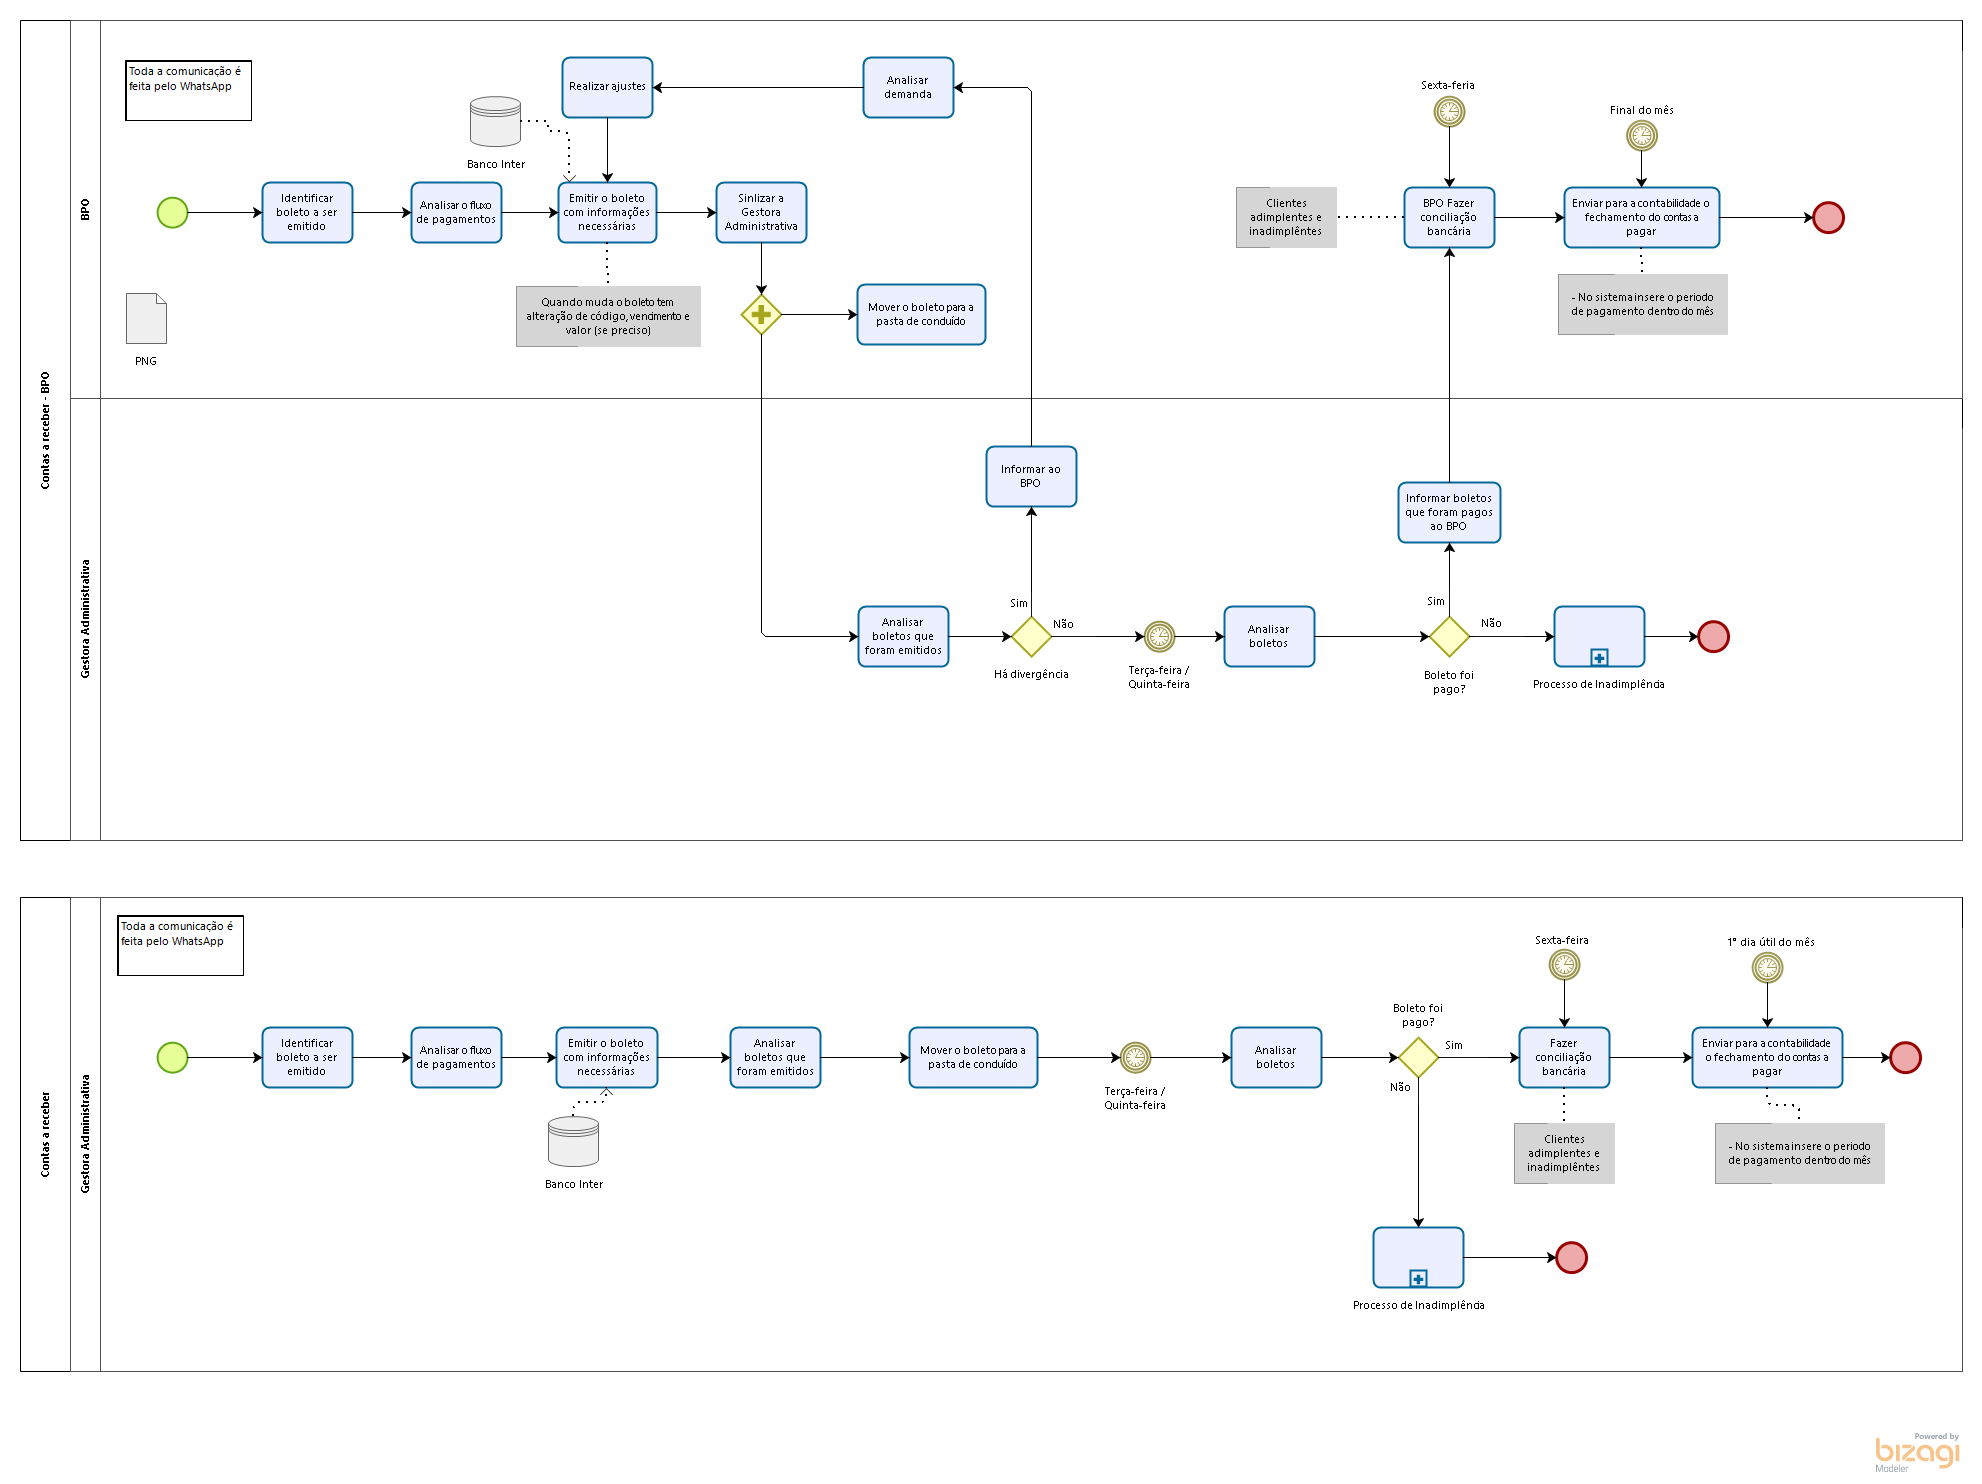 Contas a receber - BPO
BPO
Toda a comunicação é
feita pelo WhatsApp
PNG
Identificar
boleto a ser
emitido
Analisar o fluxo
de pagamentos
Banco Inter
Realizar ajustes
Emitir o boleto
com informações
necessárias
Quando muda o boleto tem
alteração de código, vencimento e
valor (se preciso)
Sinlizar a
Gestora
Administrativa
Analisar
demanda
Mover o boleto para a
pasta de conduído
Clientes
adimplentes e
inadimplêntes
Sexta-feria
BPO Fazer
conciliação
bancária
Final do mês
Enviar para a contabilidade o
fechamento do contas a
pagar
- No sistema insere o periodo
de pagamento dentro do mês
Gestora Administrativa
Analisar
boletos que
foram emitidos
Informar ao
BPO
Sim
Não
Há divergência
Terça-feira /
Quinta-feira
Analisar
boletos
Informar boletos
que foram pagos
ao BPO
Sim
Não
Boleto foi
pago?
Processo de Inadimplência
Contas a receber
Gestora Administrativa
Toda a comunicação é
feita pelo WhatsApp
Identificar
boleto a ser
emitido
Analisar o fluxo
de pagamentos
Emitir o boleto
com informações
necessárias
Banco Inter
Analisar
boletos que
foram emitidos
Mover o boleto para a
pasta de conduído
Terça-feira /
Quinta-feira
Analisar
boletos
Boleto foi
pago?
Sim
Não
Processo de Inadimplência
Sexta-feira
Fazer
conciliação
bancária
Clientes
adimplentes e
inadimplêntes
1° dia útil do mês
Enviar para a contabilidade
o fechamento do contas a
pagar
- No sistema insere o periodo
de pagamento dentro do mês
Powered by
bizagi
Modeler